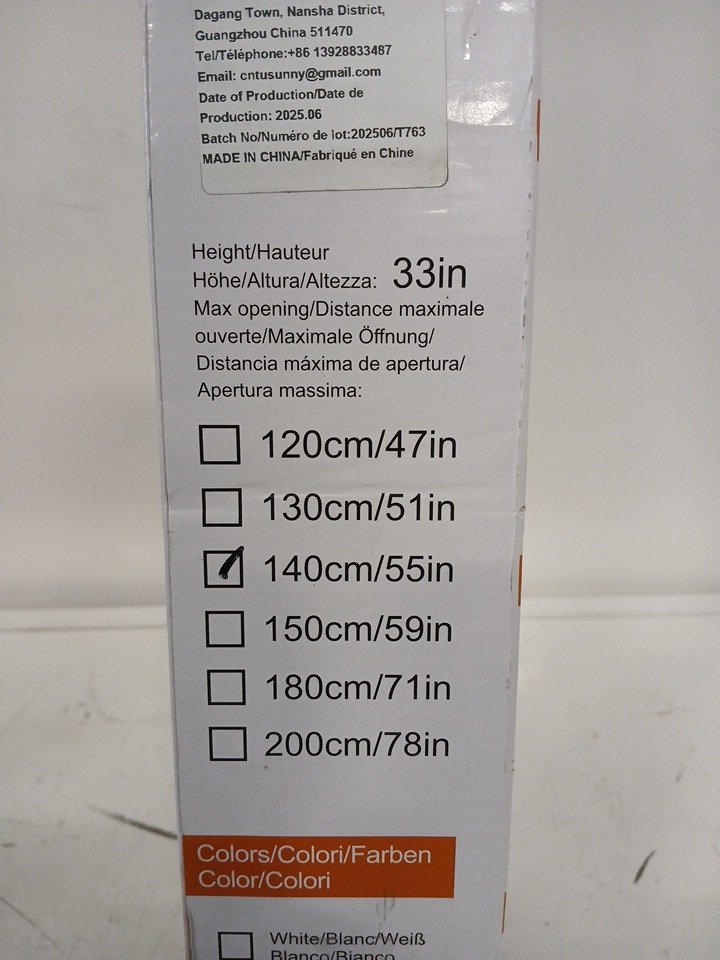 Dagang Town, Nansha District,
Guangzhou China 511470
Tel/Téléphone:+86 13928833487
Email: cntusunny@gmail.com
Date of Production/Date de
Production: 2025.06
Batch No/Numéro de lot:202506/T763
MADE IN CHINA/Fabriqué en Chine
Height/Hauteur
Höhe/Altura/Altezza: 33in
Max opening/Distance maximale
ouverte/Maximale Öffnung/
Distancia máxima de apertura/
Apertura massima:
120cm/47in
130cm/51in
140cm/55in
150cm/59in
180cm/71in
200cm/78in
Colors/Colori/Farben
Color/Colori
White/Blanc/Weiß
Blanco/Bianco